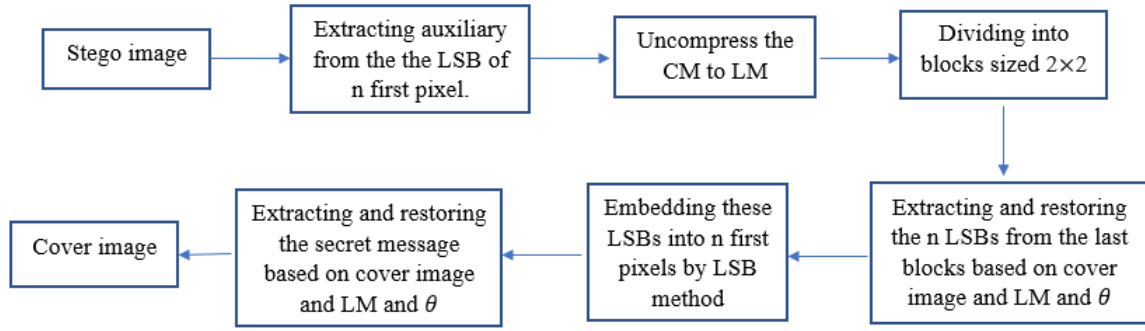 Stego image
Extracting auxiliary
from the the LSB of
n first pixel.
Uncompress the
CM to LM
Dividing into
blocks sized 2×2
Extracting and restoring
the n LSBs from the last
blocks based on cover
image and LM and θ
Embedding these
LSBs into n first
pixels by LSB
method
Extracting and restoring
the secret message
based on cover image
and LM and θ
Cover image